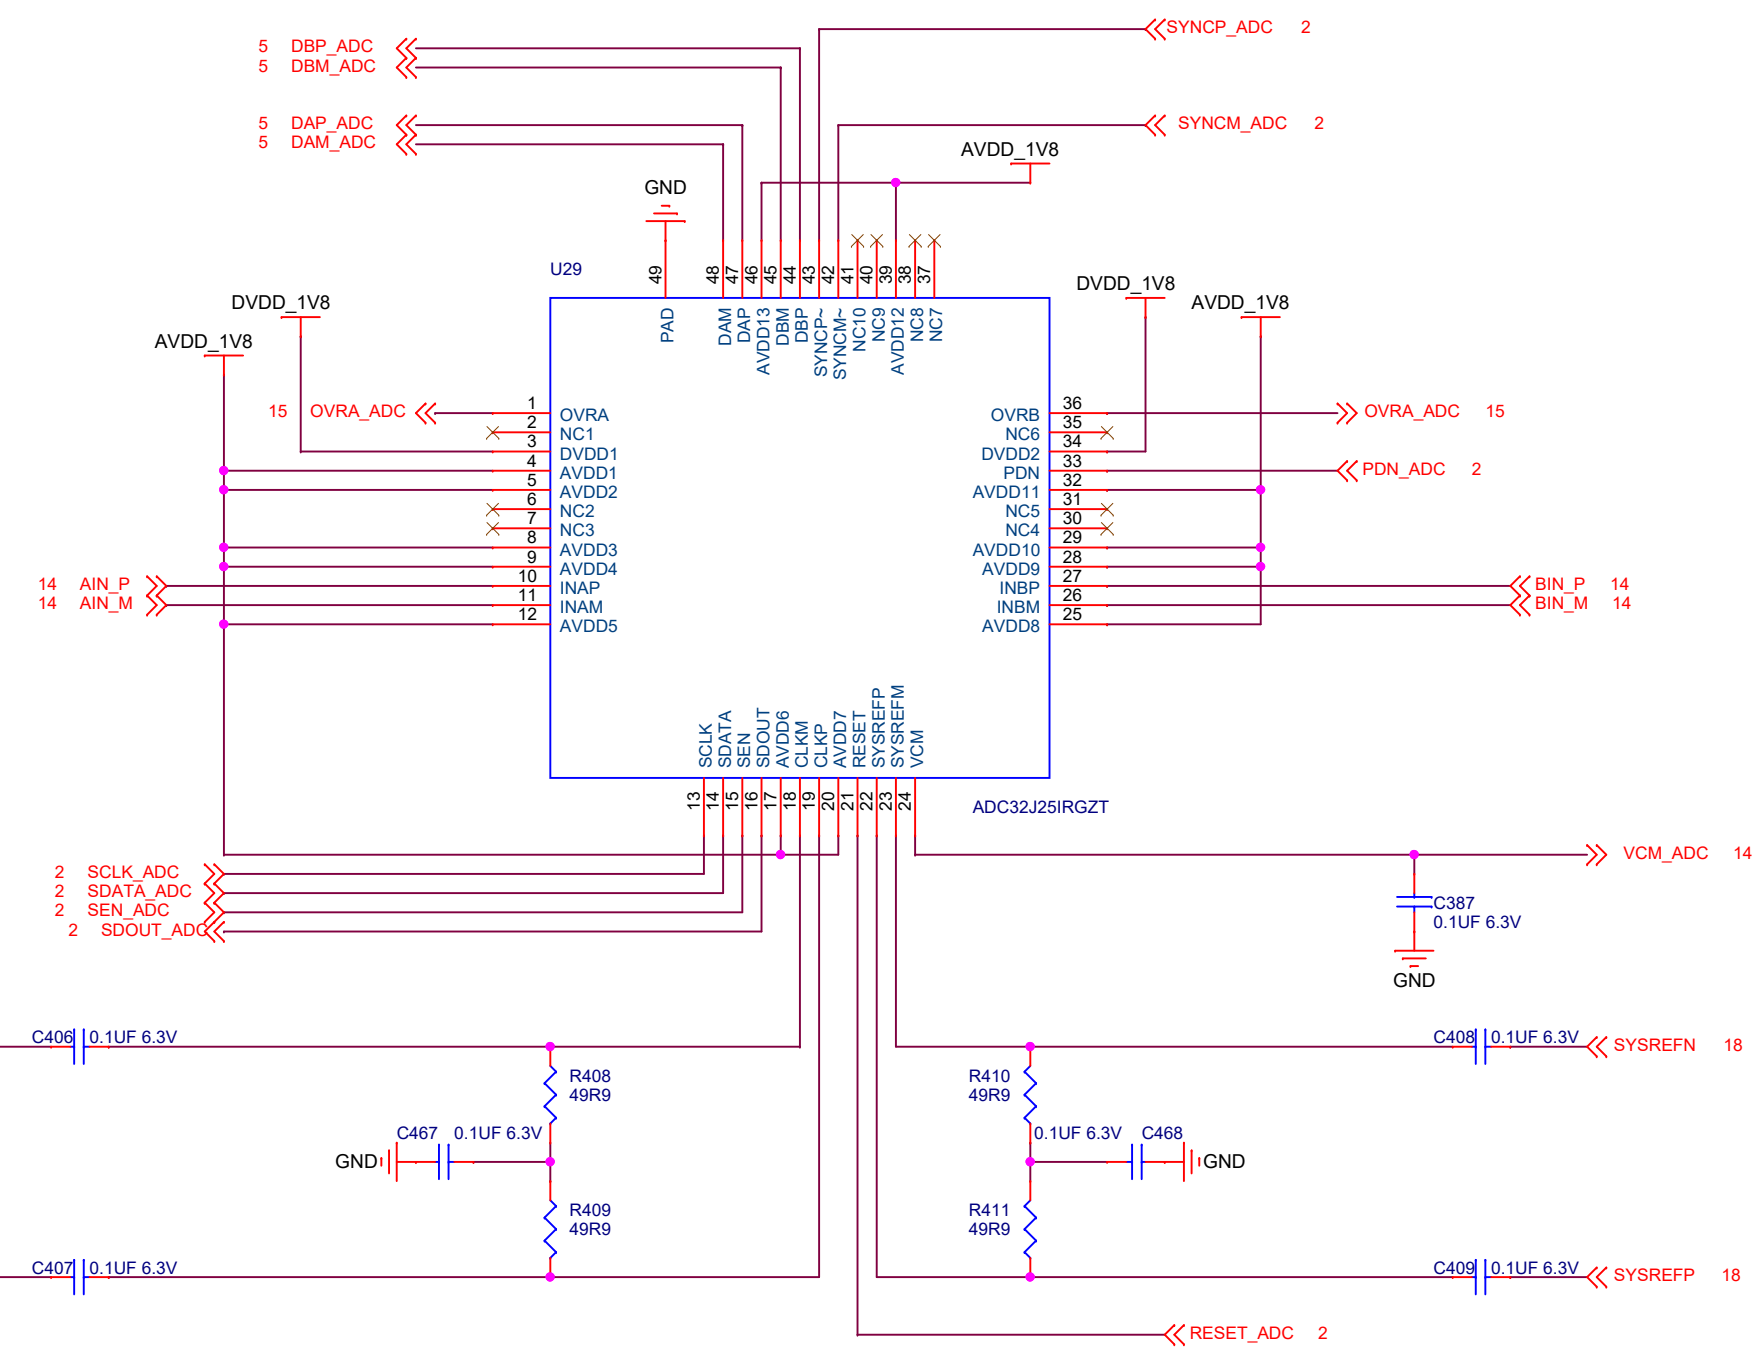 SYNCP_ADC 2
5 DBP_ADC
5 DBM_ADC
5 DAP_ADC
5 DAM_ADC
SYNCM_ADC 2
AVDD_1V8
GND
U29
49 48 47 46 45 44 43 42 41 40 39 38 37
PAD DAM DAP AVDD13 DBM DBP SYNCP~ SYNCM~ NC10 NC9 AVDD12 NC8 NC7
DVDD_1V8
AVDD_1V8
DVDD_1V8
AVDD_1V8
15 OVRA_ADC
1 OVRA
2 NC1
3 DVDD1
4 AVDD1
5 AVDD2
6 NC2
7 NC3
8 AVDD3
9 AVDD4
10 INAP
11 INAM
12 AVDD5
14 AIN_P
14 AIN_M
OVRB 36
NC6 35
DVDD2 34
PDN 33
AVDD11 32
NC5 31
NC4 30
AVDD10 29
AVDD9 28
INBP 27
INBM 26
AVDD8 25
OVRA_ADC 15
PDN_ADC 2
BIN_P 14
BIN_M 14
SCLK SDATA SEN SDOUT AVDD6 CLKM CLKP AVDD7 RESET SYSREFP SYSREFM VCM
13 14 15 16 17 18 19 20 21 22 23 24
ADC32J25IRGZT
2 SCLK_ADC
2 SDATA_ADC
2 SEN_ADC
2 SDOUT_ADC
VCM_ADC 14
C387
0.1UF 6.3V
GND
C406 0.1UF 6.3V
R408
49R9
C467 0.1UF 6.3V
GND
R409
49R9
C407 0.1UF 6.3V
C408 0.1UF 6.3V
SYSREFN 18
R410
49R9
0.1UF 6.3V C468
GND
R411
49R9
C409 0.1UF 6.3V
SYSREFP 18
RESET_ADC 2